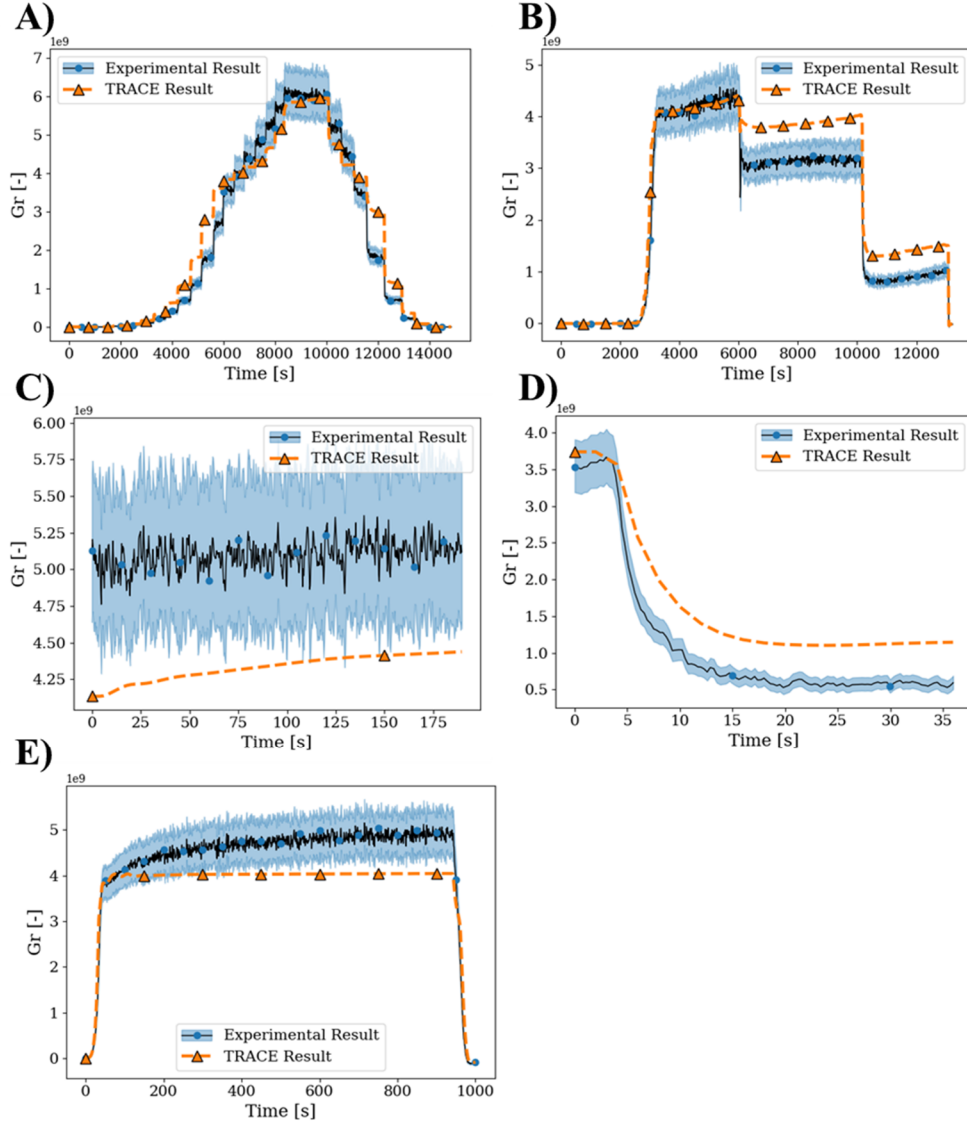 A)
1e9
7
6
5
4
3
2
1
0
Gr [-]
Experimental Result
TRACE Result
0 2000 4000 6000 8000 10000 12000 14000
Time [s]
B)
1e9
5
4
3
2
1
0
Gr [-]
Experimental Result
TRACE Result
0 2000 4000 6000 8000 10000 12000
Time [s]
C)
1e9
6.00
5.75
5.50
5.25
5.00
4.75
4.50
4.25
Gr [-]
Experimental Result
TRACE Result
0 25 50 75 100 125 150 175
Time [s]
D)
1e9
4.0
3.5
3.0
2.5
2.0
1.5
1.0
0.5
Gr [-]
Experimental Result
TRACE Result
0 5 10 15 20 25 30 35
Time [s]
E)
1e9
5
4
3
2
1
0
Gr [-]
Experimental Result
TRACE Result
0 200 400 600 800 1000
Time [s]